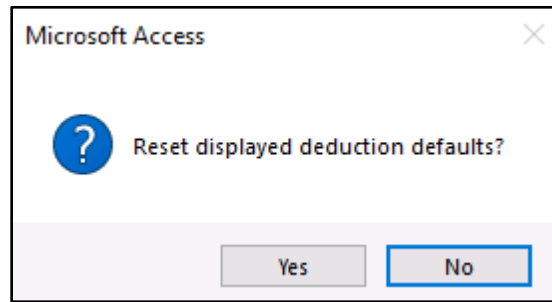 Microsoft Access
Reset displayed deduction defaults?
Yes No